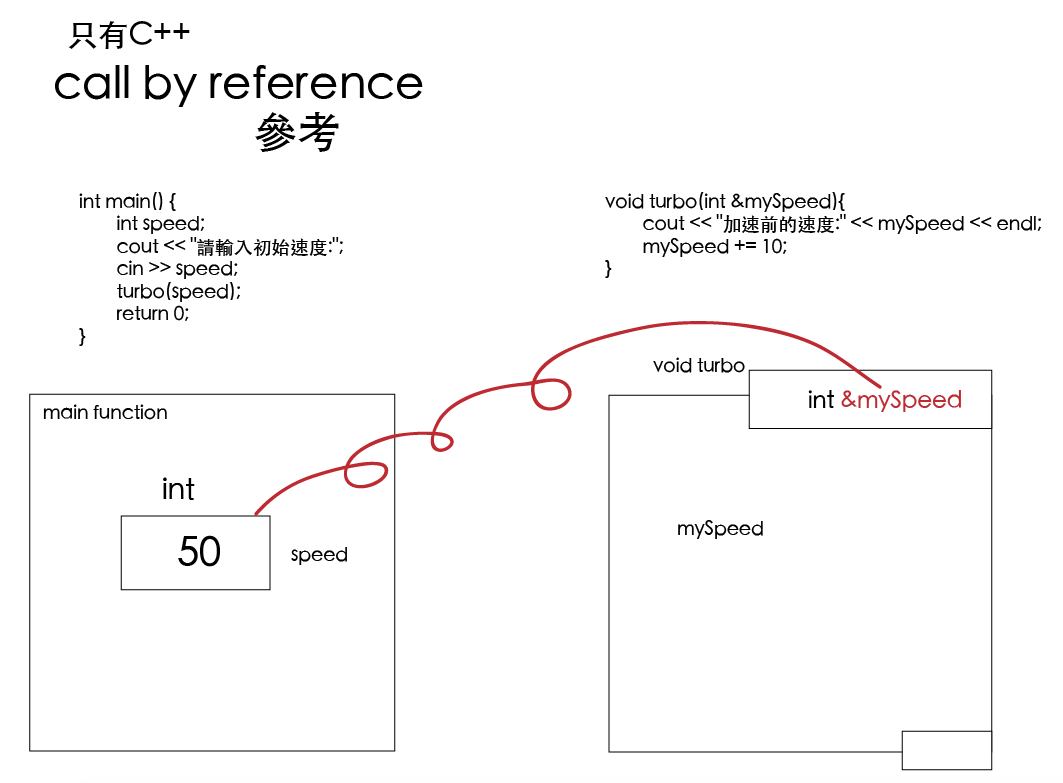 只有C++
call by reference
參考
int main() {
int speed;
cout << "請輸入初始速度:";
cin >> speed;
turbo(speed);
return 0;
}
void turbo(int &mySpeed){
cout << "加速前的速度:" << mySpeed << endl;
mySpeed += 10;
}
main function
int
50
speed
void turbo
int &mySpeed
mySpeed